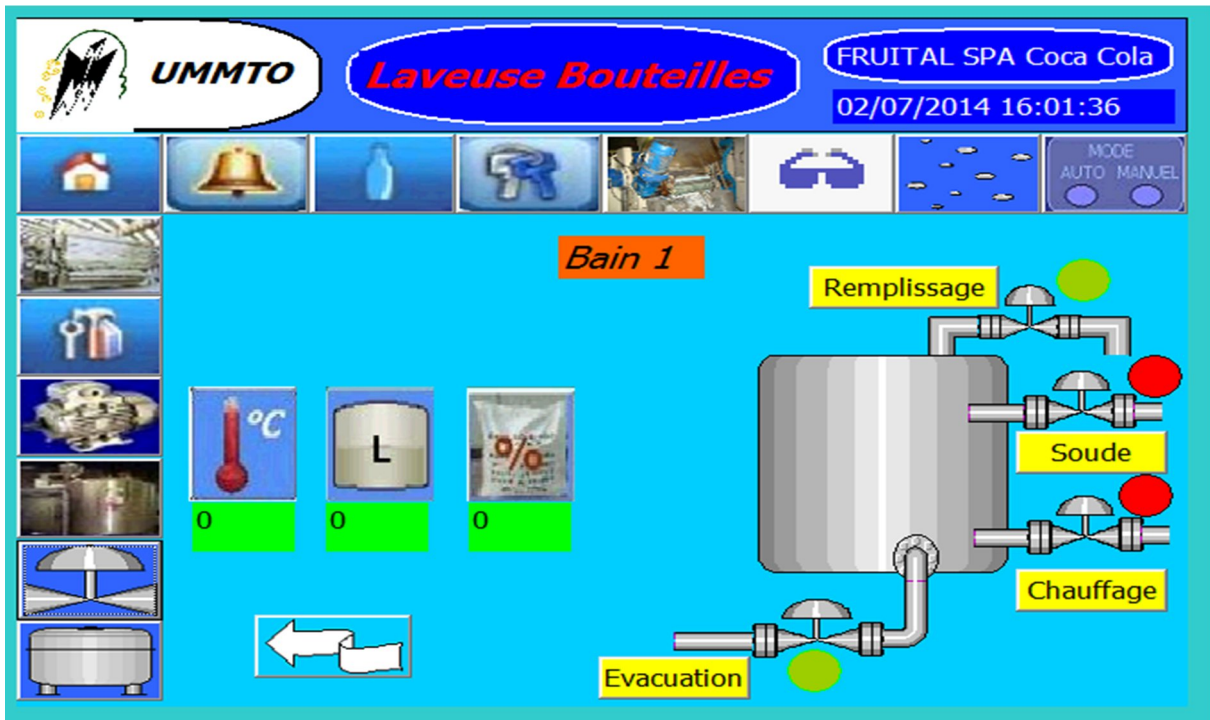 UMMTO
Laveuse Bouteilles
FRUITAL SPA Coca Cola
02/07/2014 16:01:36
MODE
AUTO MANUEL
Bain 1
Remplissage
°C
L
%
Soude
0
0
0
Chauffage
Evacuation